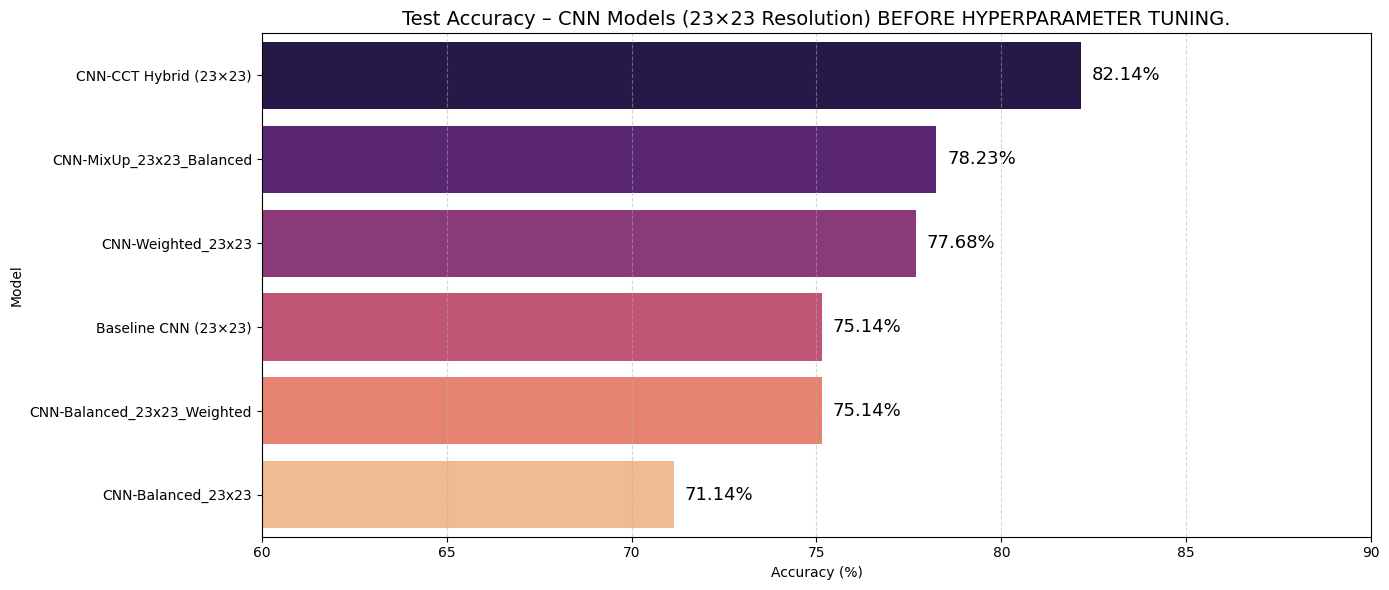 Test Accuracy – CNN Models (23×23 Resolution) BEFORE HYPERPARAMETER TUNING.
Model
CNN-CCT Hybrid (23×23)
82.14%
CNN-MixUp_23x23_Balanced
78.23%
CNN-Weighted_23x23
77.68%
Baseline CNN (23×23)
75.14%
CNN-Balanced_23x23_Weighted
75.14%
CNN-Balanced_23x23
71.14%
60 65 70 75 80 85 90
Accuracy (%)